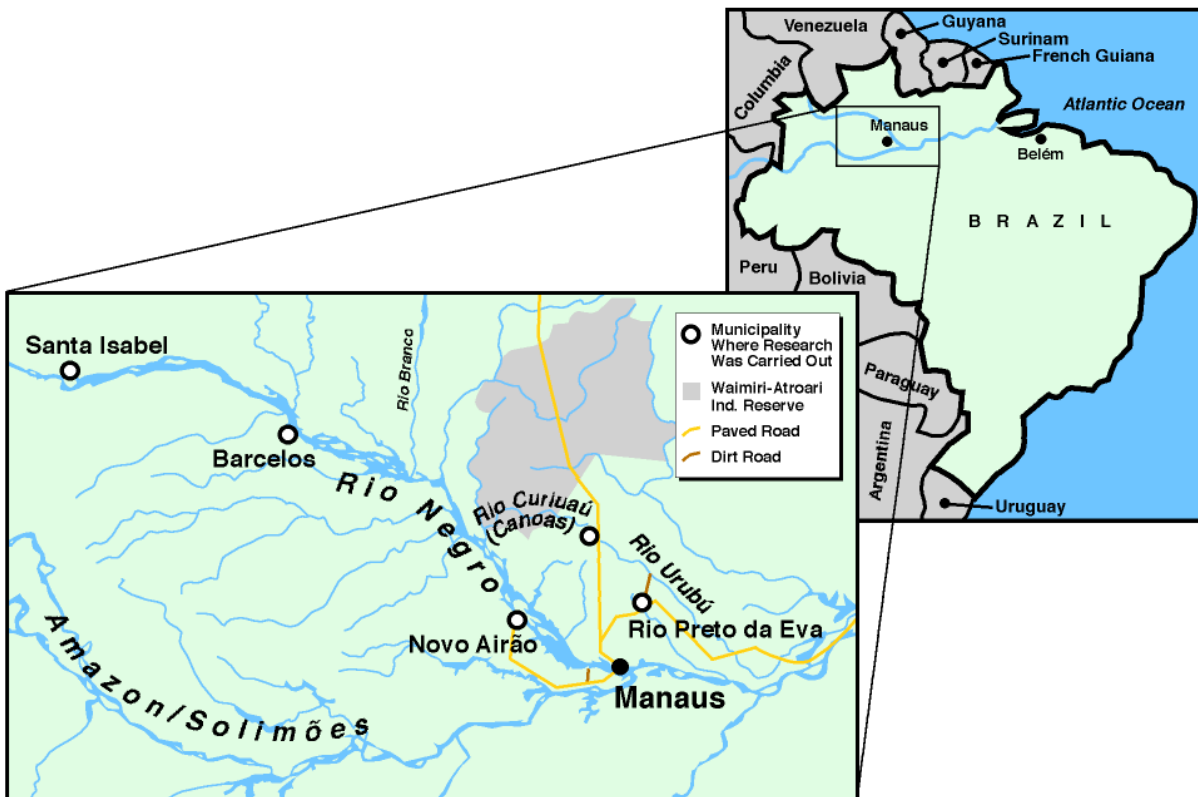 Venezuela
Guyana
Surinam
French Guiana
Columbia
Atlantic Ocean
Manaus
Belém
BRAZIL
Peru
Bolivia
Paraguay
Argentina
Uruguay
Santa Isabel
Rio Branco
Barcelos
Rio Negro
Rio Curiuaú
(Canoas)
Rio Urubú
Novo Airão
Rio Preto da Eva
Manaus
Amazon/Solimões
Municipality
Where Research
Was Carried Out
Waimiri-Atroari
Ind. Reserve
Paved Road
Dirt Road